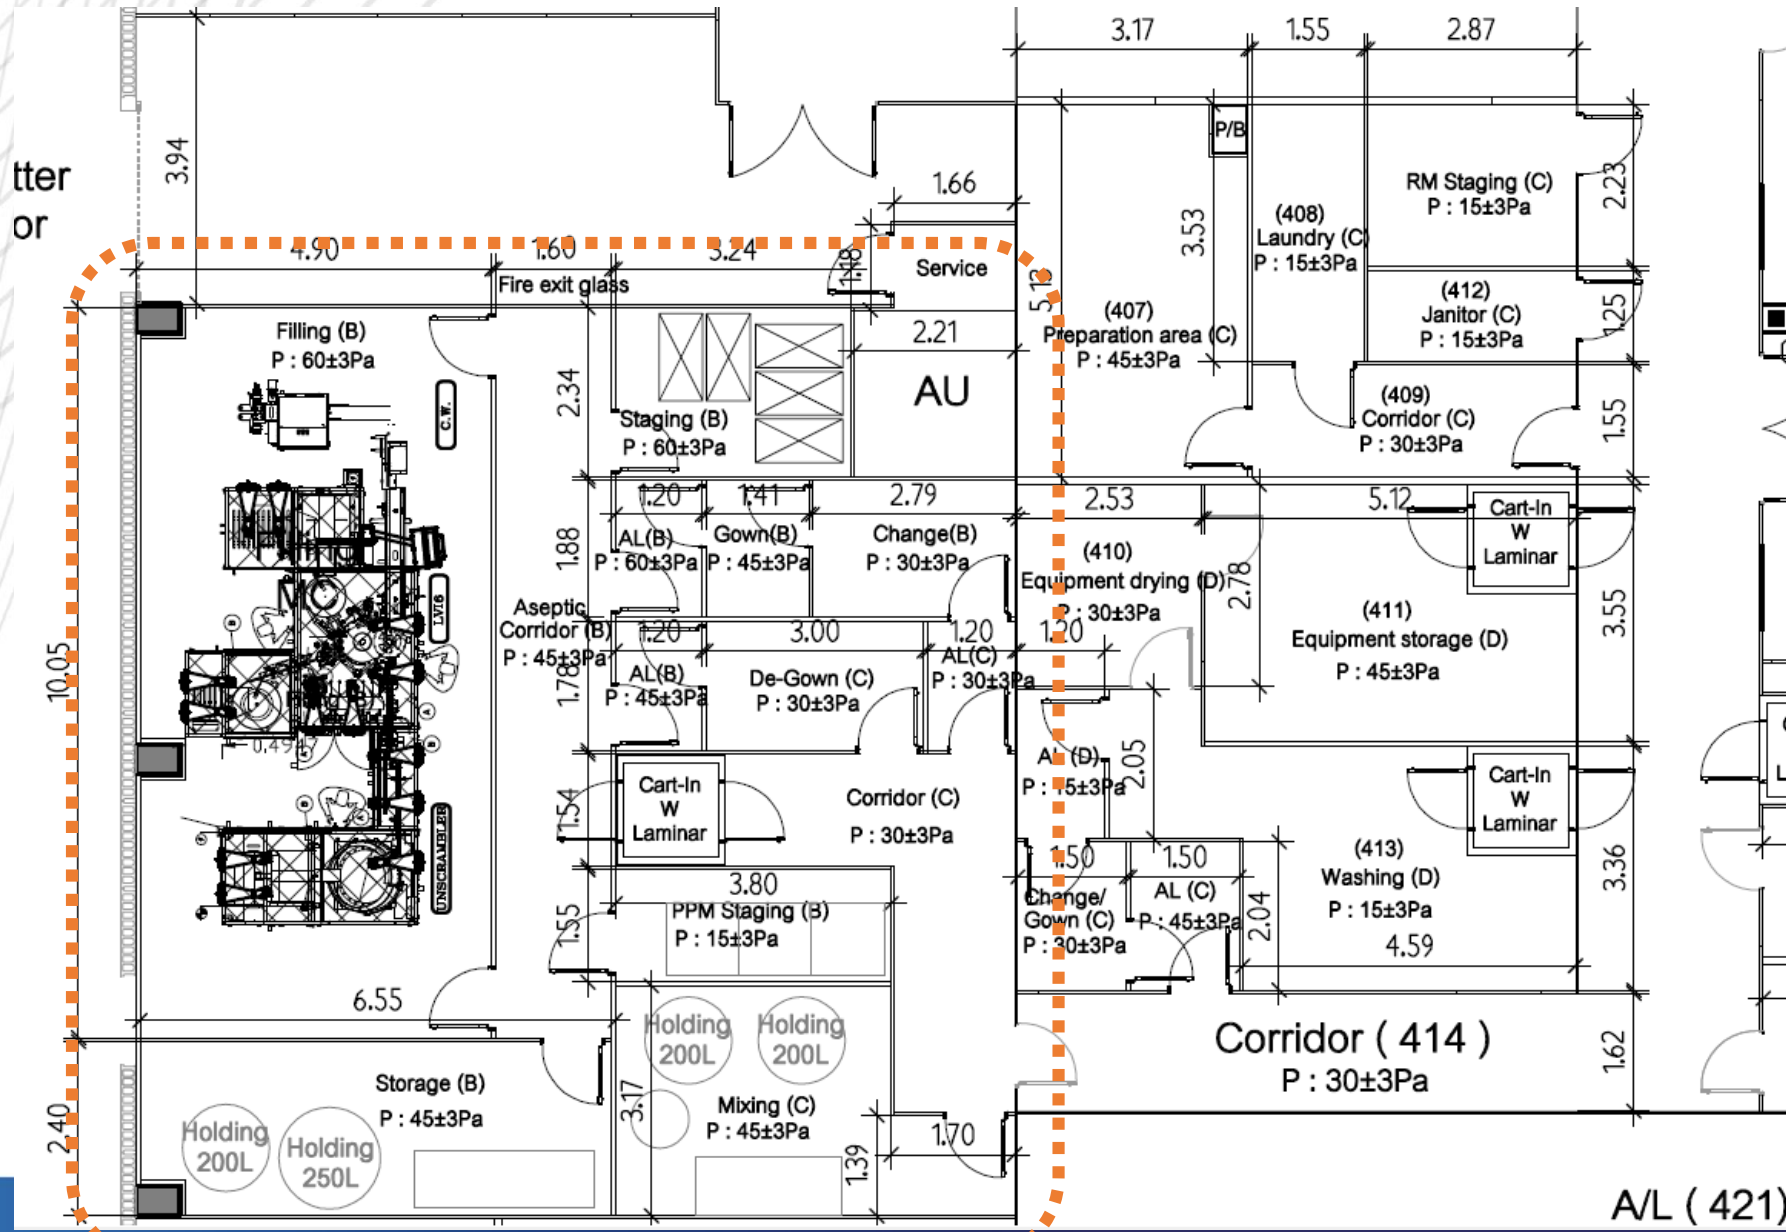 3.17
1.55
2.87
3.94
tter
or
P/B
1.66
2.23
RM Staging (C)
P : 15±3Pa
(408)
Laundry (C)
P : 15±3Pa
3.53
4.90
1.60
3.24
1.18
Service
Fire exit glass
5.13
(412)
Janitor (C)
P : 15±3Pa
1.25
(407)
Preparation area (C)
P : 45±3Pa
Filling (B)
P : 60±3Pa
2.21
AU
2.34
C.W.
Staging (B)
P : 60±3Pa
(409)
Corridor (C)
P : 30±3Pa
1.55
1.20
1.41
2.79
2.53
5.12
Cart-In
W
Laminar
1.88
AL(B)
P : 60±3Pa
Gown(B)
P : 45±3Pa
Change(B)
P : 30±3Pa
(410)
Equipment drying (D)
P : 30±3Pa
2.78
3.55
LV16
Aseptic
Corridor (B)
P : 45±3Pa
(411)
Equipment storage (D)
P : 45±3Pa
1.20
3.00
1.20
1.20
10.05
1.78
AL(B)
P : 45±3Pa
De-Gown (C)
P : 30±3Pa
AL(C)
P : 30±3Pa
AL (D)
P : 15±3Pa
2.05
1.54
Cart-In
W
Laminar
Corridor (C)
P : 30±3Pa
Cart-In
W
Laminar
UNSCRAMBLER
3.80
1.50
1.50
(413)
Washing (D)
P : 15±3Pa
3.36
1.55
PPM Staging (B)
P : 15±3Pa
Change/
Gown (C)
P : 30±3Pa
AL (C)
P : 45±3Pa
2.04
4.59
6.55
Holding
200L
Holding
200L
Corridor ( 414 )
P : 30±3Pa
1.62
Storage (B)
P : 45±3Pa
3.17
Mixing (C)
P : 45±3Pa
2.40
Holding
200L
Holding
250L
1.70
1.39
A/L ( 421)